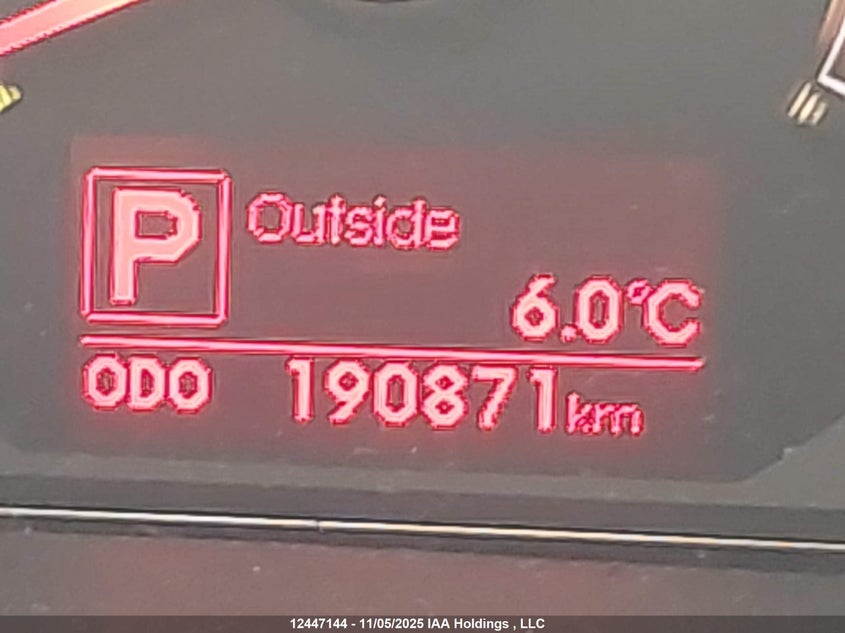 P
Outside
6.0°C
ODO 190871 km
12447144 - 11/05/2025 IAA Holdings , LLC